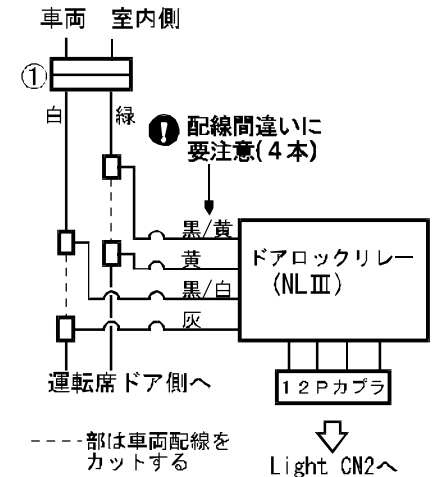 車両 室内側
①
白 緑
配線間違いに
要注意(4本)
黒/黄
黄
黒/白
灰
ドアロックリレー
(NLⅢ)
運転席ドア側へ
12Pカプラ
----部は車両配線を
カットする
Light CN2へ